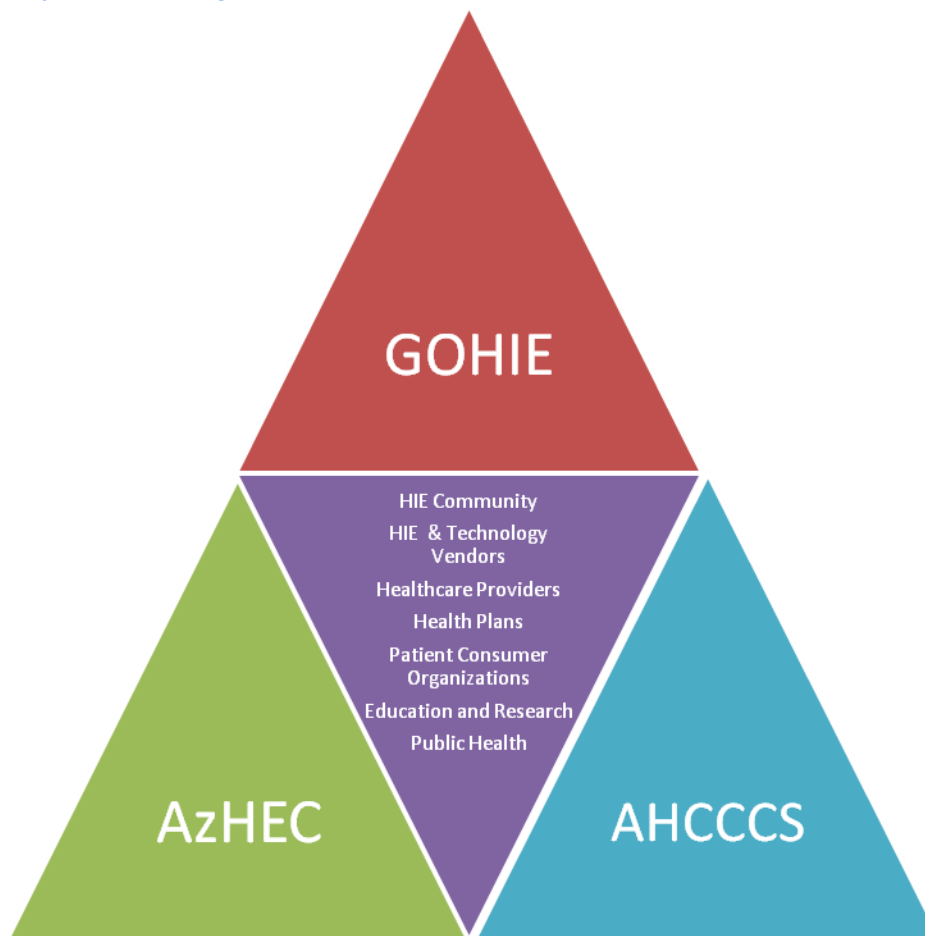 GOHIE
HIE Community
HIE & Technology
Vendors
Healthcare Providers
Health Plans
Patient Consumer
Organizations
Education and Research
Public Health
AzHEC
AHCCCS